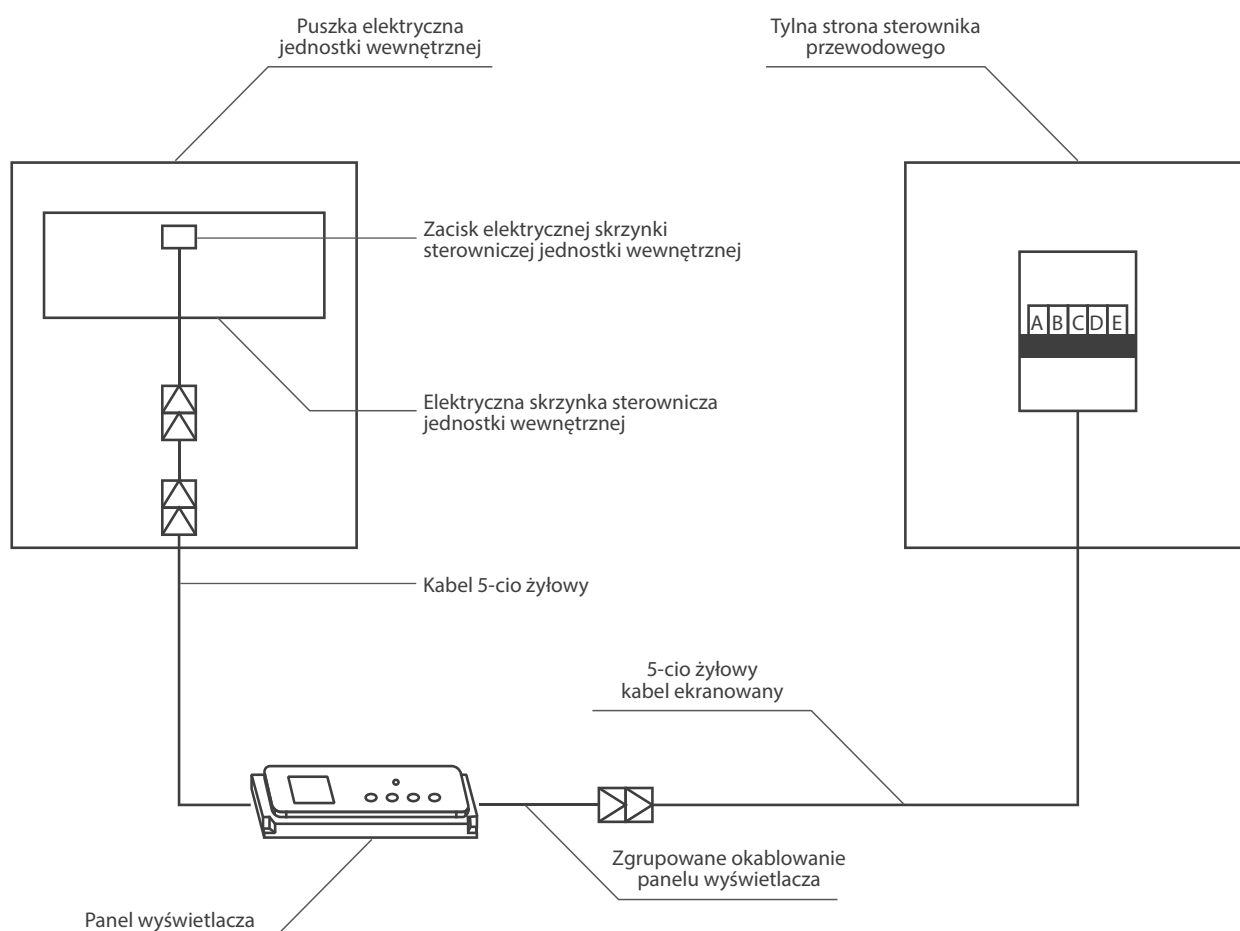 Puszka elektryczna
jednostki wewnętrznej
Tylna strona sterownika
przewodowego
Zacisk elektrycznej skrzynki
sterowniczej jednostki wewnętrznej
A B C D E
Elektryczna skrzynka sterownicza
jednostki wewnętrznej
Kabel 5-cio żyłowy
5-cio żyłowy
kabel ekranowany
Zgrupowane okablowanie
panelu wyświetlacza
Panel wyświetlacza